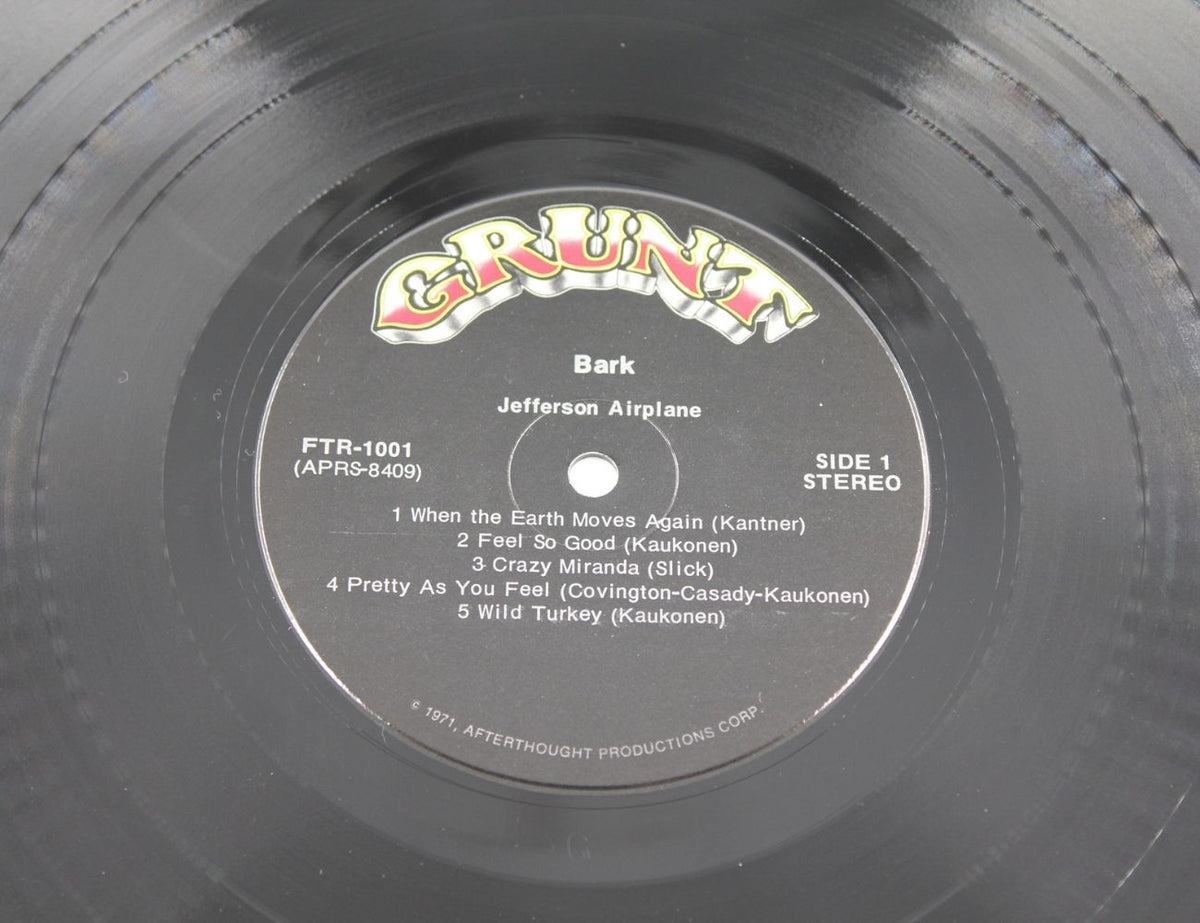 GRUNT
Bark
Jefferson Airplane
FTR-1001
(APRS-8409)
SIDE 1
STEREO
1 When the Earth Moves Again (Kantner)
2 Feel So Good (Kaukonen)
3 Crazy Miranda (Slick)
4 Pretty As You Feel (Covington-Casady-Kaukonen)
5 Wild Turkey (Kaukonen)
© 1971, AFTERTHOUGHT PRODUCTIONS CORP.